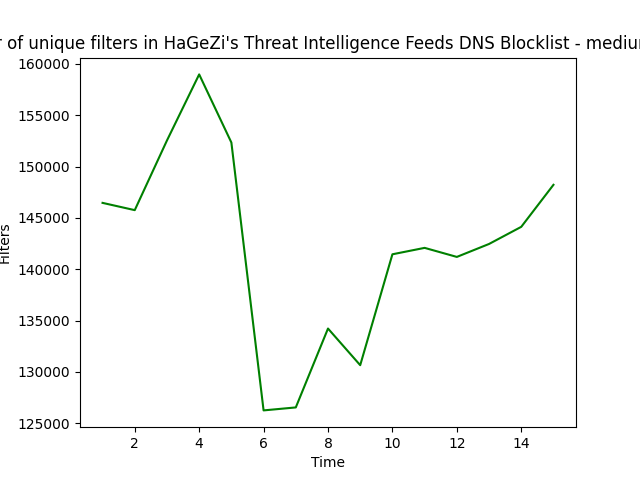 r of unique filters in HaGeZi's Threat Intelligence Feeds DNS Blocklist - mediu
160000
155000
150000
145000
140000
135000
130000
125000
Filters
2 4 6 8 10 12 14
Time